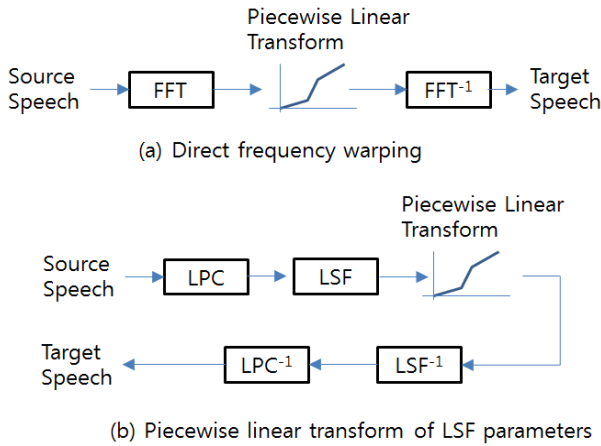 Piecewise Linear
Transform
Source
Speech
FFT
FFT-1
Target
Speech
(a) Direct frequency warping
Piecewise Linear
Transform
Source
Speech
LPC
LSF
Target
Speech
LPC-1
LSF-1
(b) Piecewise linear transform of LSF parameters